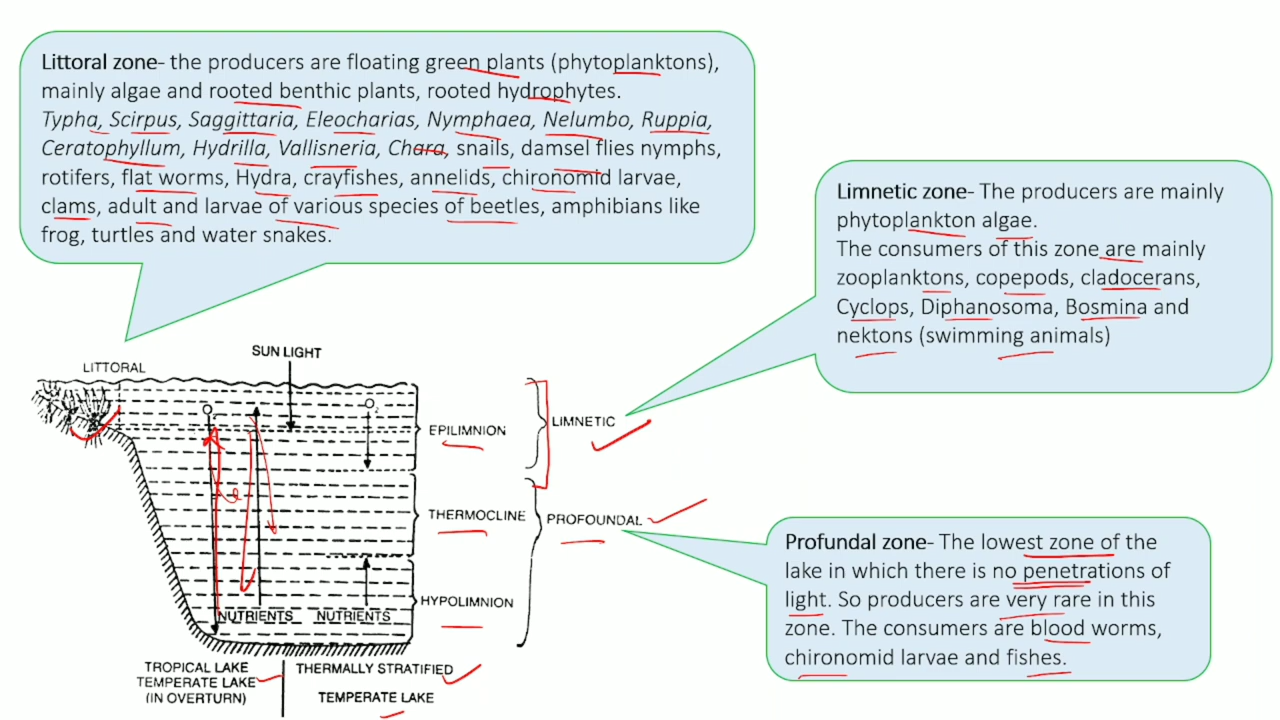 Littoral zone- the producers are floating green plants (phytoplanktons),
mainly algae and rooted benthic plants, rooted hydrophytes.
Typha, Scirpus, Saggittaria, Eleocharias, Nymphaea, Nelumbo, Ruppia,
Ceratophyllum, Hydrilla, Vallisneria, Chara, snails, damsel flies nymphs,
rotifers, flat worms, Hydra, crayfishes, annelids, chironomid larvae,
clams, adult and larvae of various species of beetles, amphibians like
frog, turtles and water snakes.
Limnetic zone- The producers are mainly
phytoplankton algae.
The consumers of this zone are mainly
zooplanktons, copepods, cladocerans,
Cyclops, Diphanosoma, Bosmina and
nektons (swimming animals)
SUN LIGHT
LITTORAL
O2
EPILIMNION
LIMNETIC
THERMOCLINE
PROFOUNDAL
HYPOLIMNION
NUTRIENTS NUTRIENTS
Profundal zone- The lowest zone of the
lake in which there is no penetrations of
light. So producers are very rare in this
zone. The consumers are blood worms,
chironomid larvae and fishes.
TROPICAL LAKE
TEMPERATE LAKE
(IN OVERTURN)
THERMALLY STRATIFIED
TEMPERATE LAKE